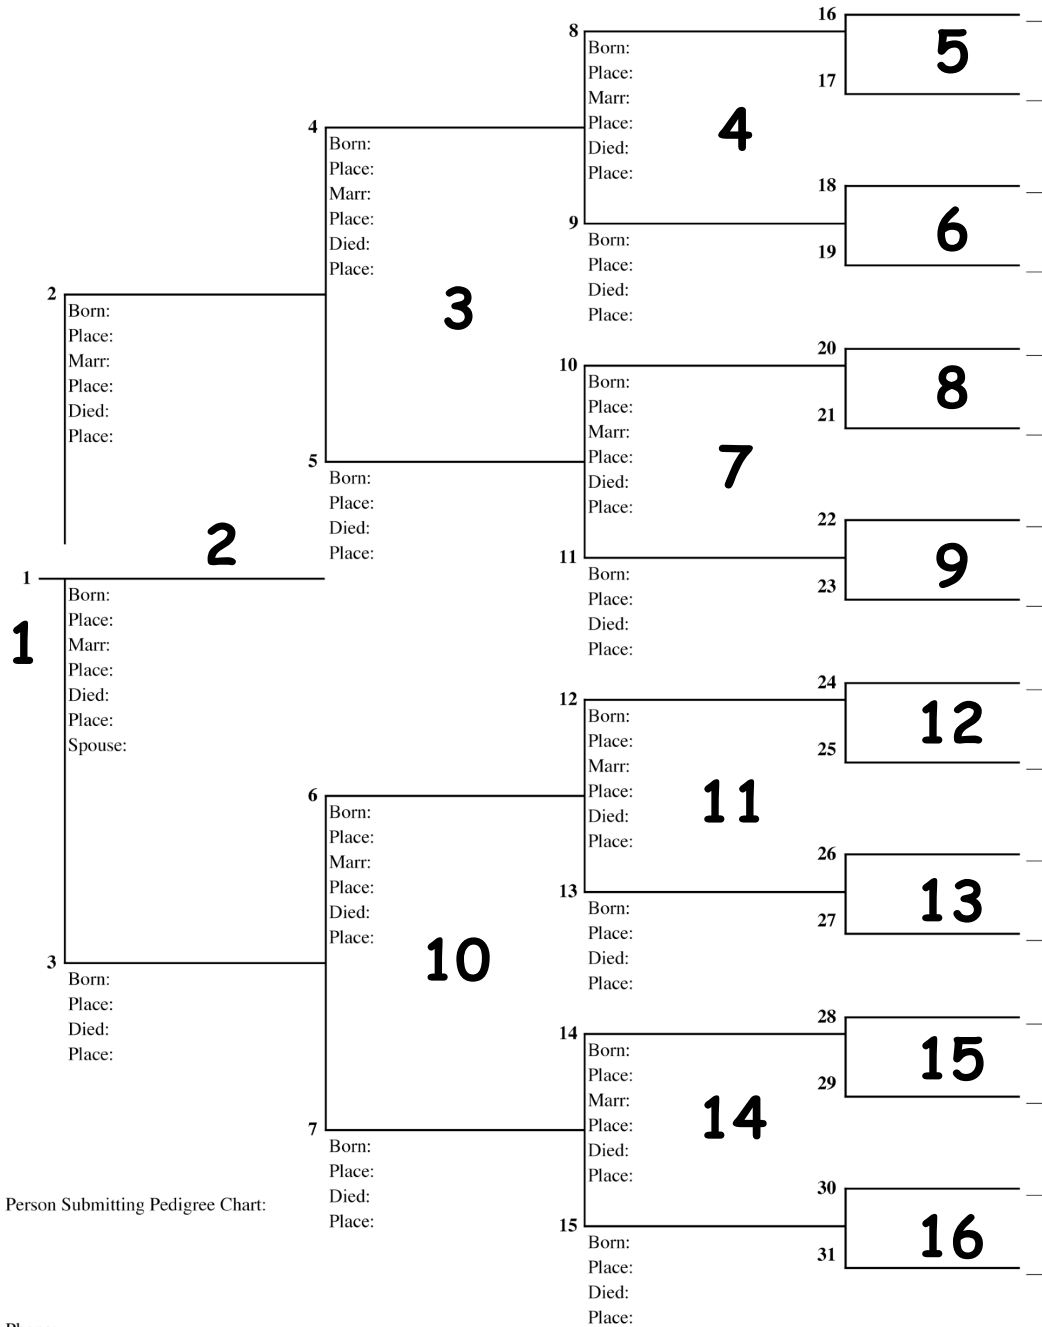 16
8
Born:
5
Place:
17
Marr:
4
Place:
4
Died:
Born:
Place:
Place:
18
Marr:
9
6
Place:
Born:
19
Died:
Place:
Place:
Died:
2
3
Place:
Born:
Place:
20
Marr:
10
8
Place:
Born:
21
Died:
Place:
Place:
Marr:
7
5
Place:
Born:
Died:
Place:
Place:
22
Died:
11
9
Place:
Born:
23
2
Place:
1
Died:
Born:
Place:
1
Place:
Marr:
24
Place:
12
12
Died:
Born:
25
Place:
Place:
Spouse:
Marr:
11
6
Place:
Born:
Died:
Place:
Place:
26
Marr:
13
13
Place:
Born:
27
Died:
Place:
Place:
Died:
10
3
Place:
Born:
Place:
28
Died:
14
15
Place:
Born:
29
Place:
Marr:
14
7
Place:
Born:
Died:
Place:
Place:
30
Died:
15
16
Place:
Born:
31
Person Submitting Pedigree Chart:
Place:
Died:
Place: